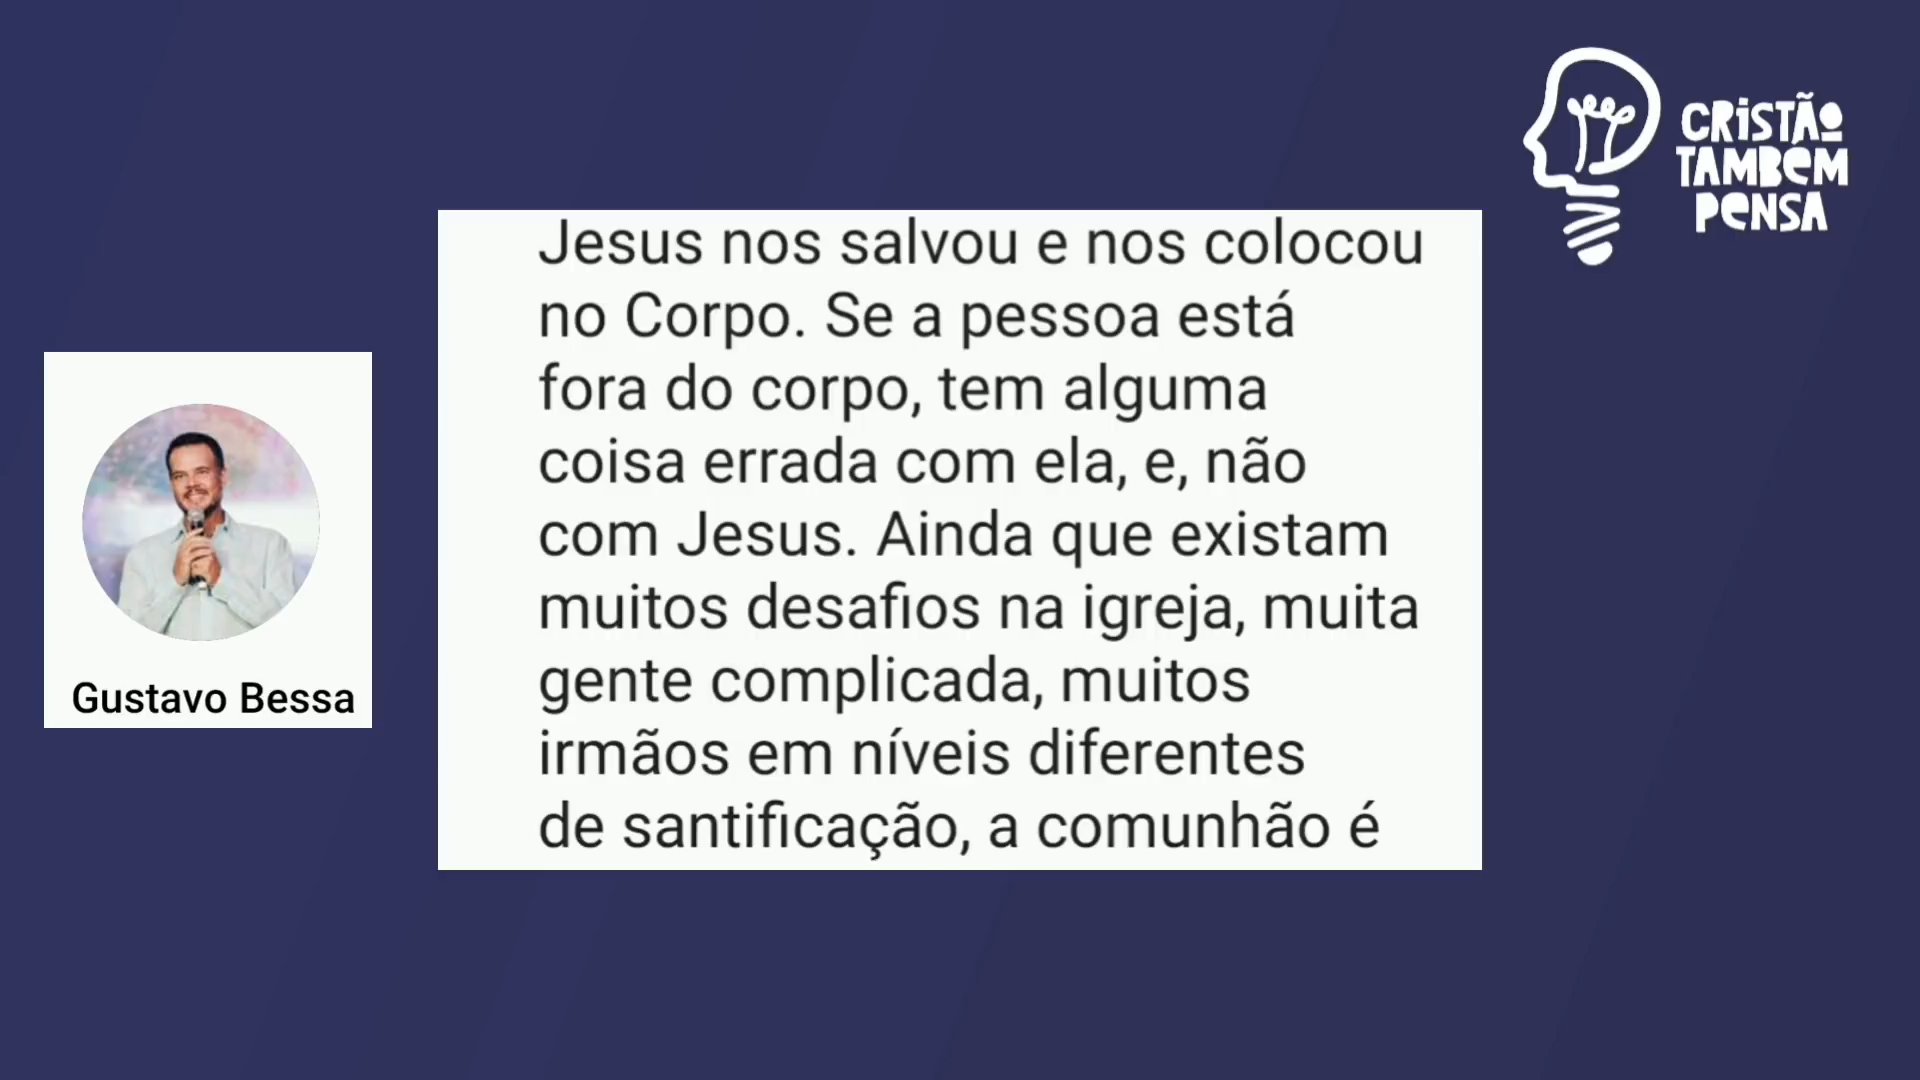 CRISTÃO
TAMBÉM
PENSA
Jesus nos salvou e nos colocou
no Corpo. Se a pessoa está
fora do corpo, tem alguma
coisa errada com ela, e, não
com Jesus. Ainda que existam
muitos desafios na igreja, muita
gente complicada, muitos
irmãos em níveis diferentes
de santificação, a comunhão é
Gustavo Bessa